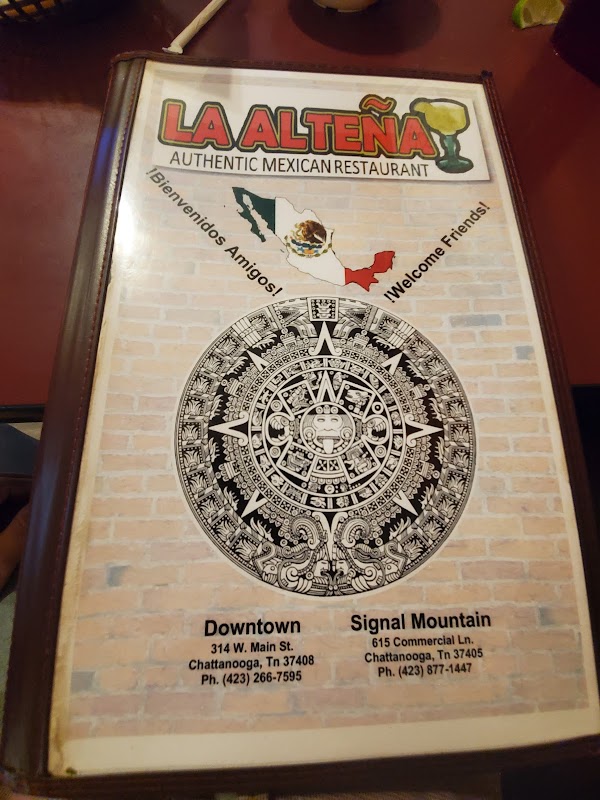 LA ALTEÑA
AUTHENTIC MEXICAN RESTAURANT
!Bienvenidos Amigos!
!Welcome Friends!
Downtown
314 W. Main St.
Chattanooga, Tn 37408
Ph. (423) 266-7595
Signal Mountain
615 Commercial Ln.
Chattanooga, Tn 37405
Ph. (423) 877-1447